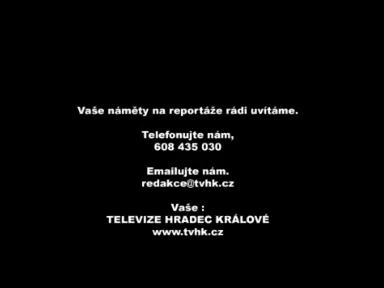 Vaše náměty na reportáže rádi uvítáme.
Telefonujte nám,
608 435 030
Emailujte nám.
redakce@tvhk.cz
Vaše :
TELEVIZE HRADEC KRÁLOVÉ
www.tvhk.cz